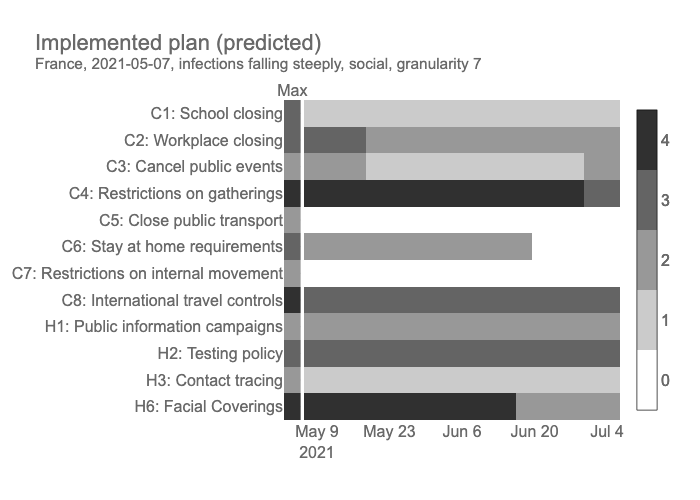 Implemented plan (predicted)
France, 2021-05-07, infections falling steeply, social, granularity 7
Max
C1: School closing
C2: Workplace closing
C3: Cancel public events
C4: Restrictions on gatherings
C5: Close public transport
C6: Stay at home requirements
C7: Restrictions on internal movement
C8: International travel controls
H1: Public information campaigns
H2: Testing policy
H3: Contact tracing
H6: Facial Coverings
4
3
2
1
0
May 9 May 23 Jun 6 Jun 20 Jul 4
2021